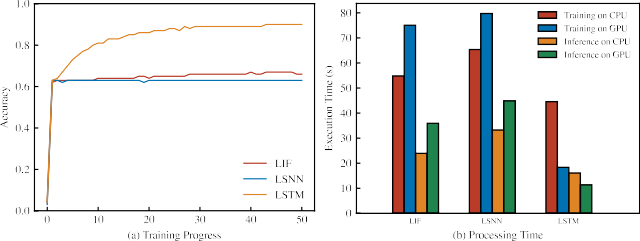 1.0
0.8
0.6
0.4
0.2
0.0
Accuracy
LIF
LSNN
LSTM
0 10 20 30 40 50
(a) Training Progress
80
70
60
50
40
30
20
10
0
Execution Time (s)
Training on CPU
Training on GPU
Inference on CPU
Inference on GPU
LIF LSNN LSTM
(b) Processing Time